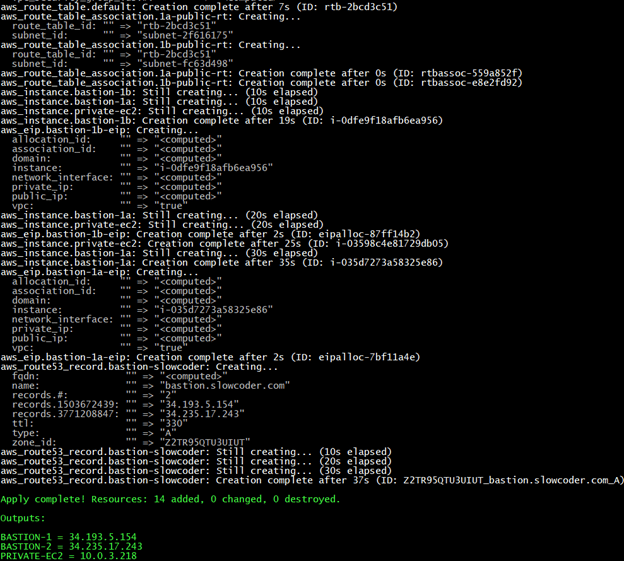 aws_route_table.default: Creation complete after 7s (ID: rtb-2bcd3c51)
aws_route_table_association.1a-public-rt: Creating...
route_table_id: "" => "rtb-2bcd3c51"
subnet_id: "" => "subnet-2f616175"
aws_route_table_association.1b-public-rt: Creating...
route_table_id: "" => "rtb-2bcd3c51"
subnet_id: "" => "subnet-fc63d498"
aws_route_table_association.1a-public-rt: Creation complete after 0s (ID: rtbassoc-559a852f)
aws_route_table_association.1b-public-rt: Creation complete after 0s (ID: rtbassoc-e8e2fd92)
aws_instance.bastion-1b: Still creating... (10s elapsed)
aws_instance.bastion-1a: Still creating... (10s elapsed)
aws_instance.private-ec2: Still creating... (10s elapsed)
aws_instance.bastion-1b: Creation complete after 19s (ID: i-0dfe9f18afb6ea956)
aws_eip.bastion-1b-eip: Creating...
allocation_id: "" => "<computed>"
association_id: "" => "<computed>"
domain: "" => "<computed>"
instance: "" => "i-0dfe9f18afb6ea956"
network_interface: "" => "<computed>"
private_ip: "" => "<computed>"
public_ip: "" => "<computed>"
vpc: "" => "true"
aws_instance.bastion-1a: Still creating... (20s elapsed)
aws_instance.private-ec2: Still creating... (20s elapsed)
aws_eip.bastion-1b-eip: Creation complete after 2s (ID: eipalloc-87ff14b2)
aws_instance.private-ec2: Creation complete after 25s (ID: i-03598c4e81729db05)
aws_instance.bastion-1a: Still creating... (30s elapsed)
aws_instance.bastion-1a: Creation complete after 35s (ID: i-035d7273a58325e86)
aws_eip.bastion-1a-eip: Creating...
allocation_id: "" => "<computed>"
association_id: "" => "<computed>"
domain: "" => "<computed>"
instance: "" => "i-035d7273a58325e86"
network_interface: "" => "<computed>"
private_ip: "" => "<computed>"
public_ip: "" => "<computed>"
vpc: "" => "true"
aws_eip.bastion-1a-eip: Creation complete after 2s (ID: eipalloc-7bf11a4e)
aws_route53_record.bastion-slowcoder: Creating...
fqdn: "" => "<computed>"
name: "" => "bastion.slowcoder.com"
records.#: "" => "2"
records.1503672439: "" => "34.193.5.154"
records.3771208847: "" => "34.235.17.243"
ttl: "" => "330"
type: "" => "A"
zone_id: "" => "Z2TR95QTU3UIUT"
aws_route53_record.bastion-slowcoder: Still creating... (10s elapsed)
aws_route53_record.bastion-slowcoder: Still creating... (20s elapsed)
aws_route53_record.bastion-slowcoder: Still creating... (30s elapsed)
aws_route53_record.bastion-slowcoder: Creation complete after 37s (ID: Z2TR95QTU3UIUT_bastion.slowcoder.com_A)
Apply complete! Resources: 14 added, 0 changed, 0 destroyed.
Outputs:
BASTION-1 = 34.193.5.154
BASTION-2 = 34.235.17.243
PRIVATE-EC2 = 10.0.3.218